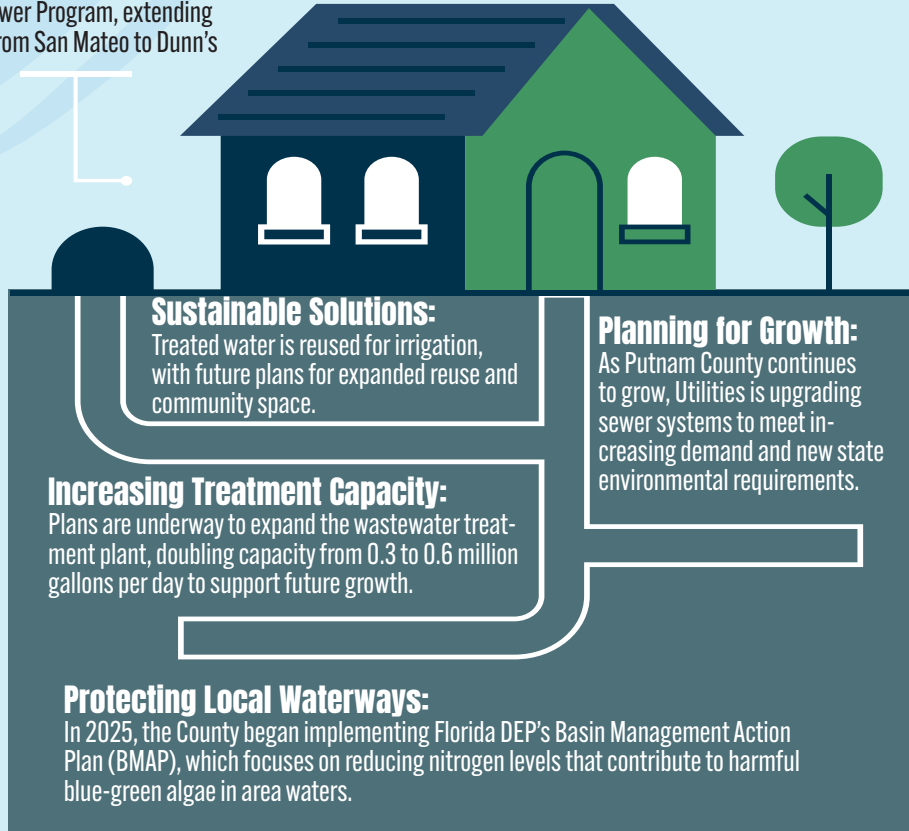 wer Program, extending
rom San Mateo to Dunn's
Sustainable Solutions:
Treated water is reused for irrigation,
with future plans for expanded reuse and
community space.
Planning for Growth:
As Putnam County continues
to grow, Utilities is upgrading
sewer systems to meet in-
creasing demand and new state
environmental requirements.
Increasing Treatment Capacity:
Plans are underway to expand the wastewater treat-
ment plant, doubling capacity from 0.3 to 0.6 million
gallons per day to support future growth.
Protecting Local Waterways:
In 2025, the County began implementing Florida DEP's Basin Management Action
Plan (BMAP), which focuses on reducing nitrogen levels that contribute to harmful
blue-green algae in area waters.